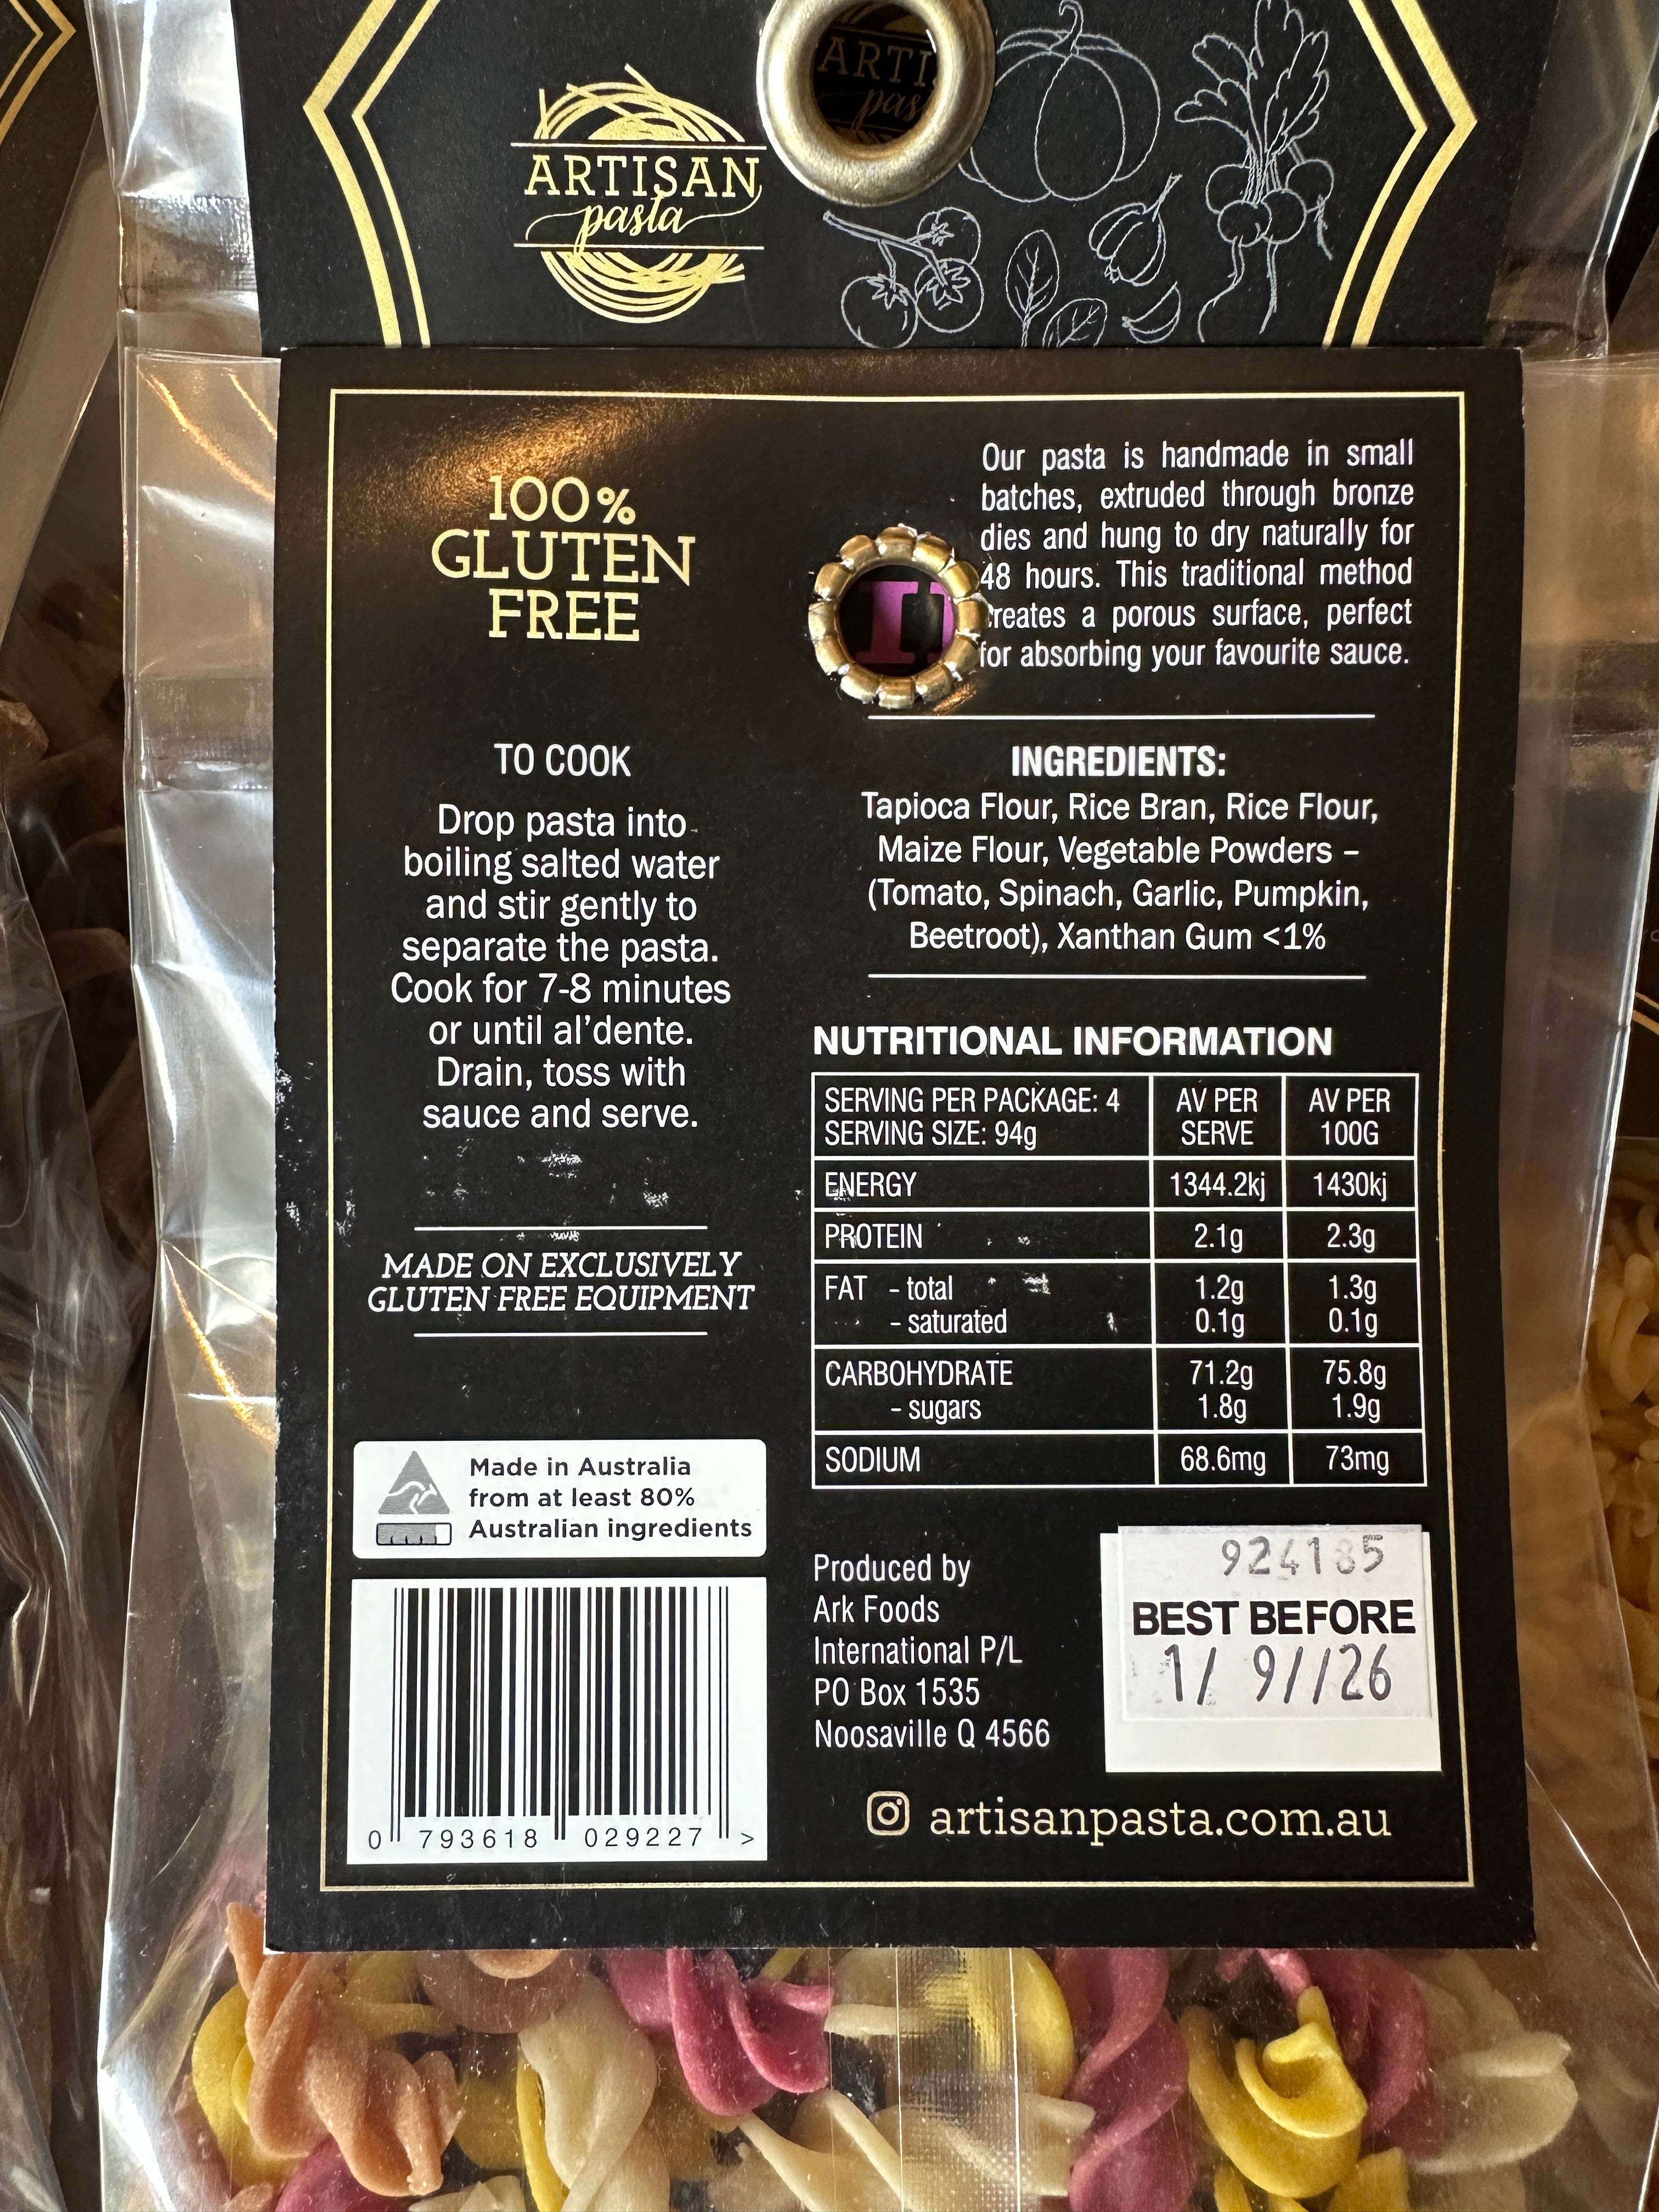 ARTISAN
pasta
100%
GLUTEN
FREE
TO COOK
Drop pasta into
boiling salted water
and stir gently to
separate the pasta.
Cook for 7-8 minutes
or until al'dente.
Drain, toss with
sauce and serve.
MADE ON EXCLUSIVELY
GLUTEN FREE EQUIPMENT
Made in Australia
from at least 80%
Australian ingredients
0 793618 029227 >
Our pasta is handmade in small
batches, extruded through bronze
dies and hung to dry naturally for
48 hours. This traditional method
creates a porous surface, perfect
for absorbing your favourite sauce.
INGREDIENTS:
Tapioca Flour, Rice Bran, Rice Flour,
Maize Flour, Vegetable Powders –
(Tomato, Spinach, Garlic, Pumpkin,
Beetroot), Xanthan Gum <1%
NUTRITIONAL INFORMATION
SERVING PER PACKAGE: 4
SERVING SIZE: 94g
AV PER
SERVE
AV PER
100G
ENERGY 1344.2kj 1430kj
PROTEIN 2.1g 2.3g
FAT - total 1.2g 1.3g
- saturated 0.1g 0.1g
CARBOHYDRATE 71.2g 75.8g
- sugars 1.8g 1.9g
SODIUM 68.6mg 73mg
Produced by
Ark Foods
International P/L
PO Box 1535
Noosaville Q 4566
924185
BEST BEFORE
1/ 9//26
artisanpasta.com.au